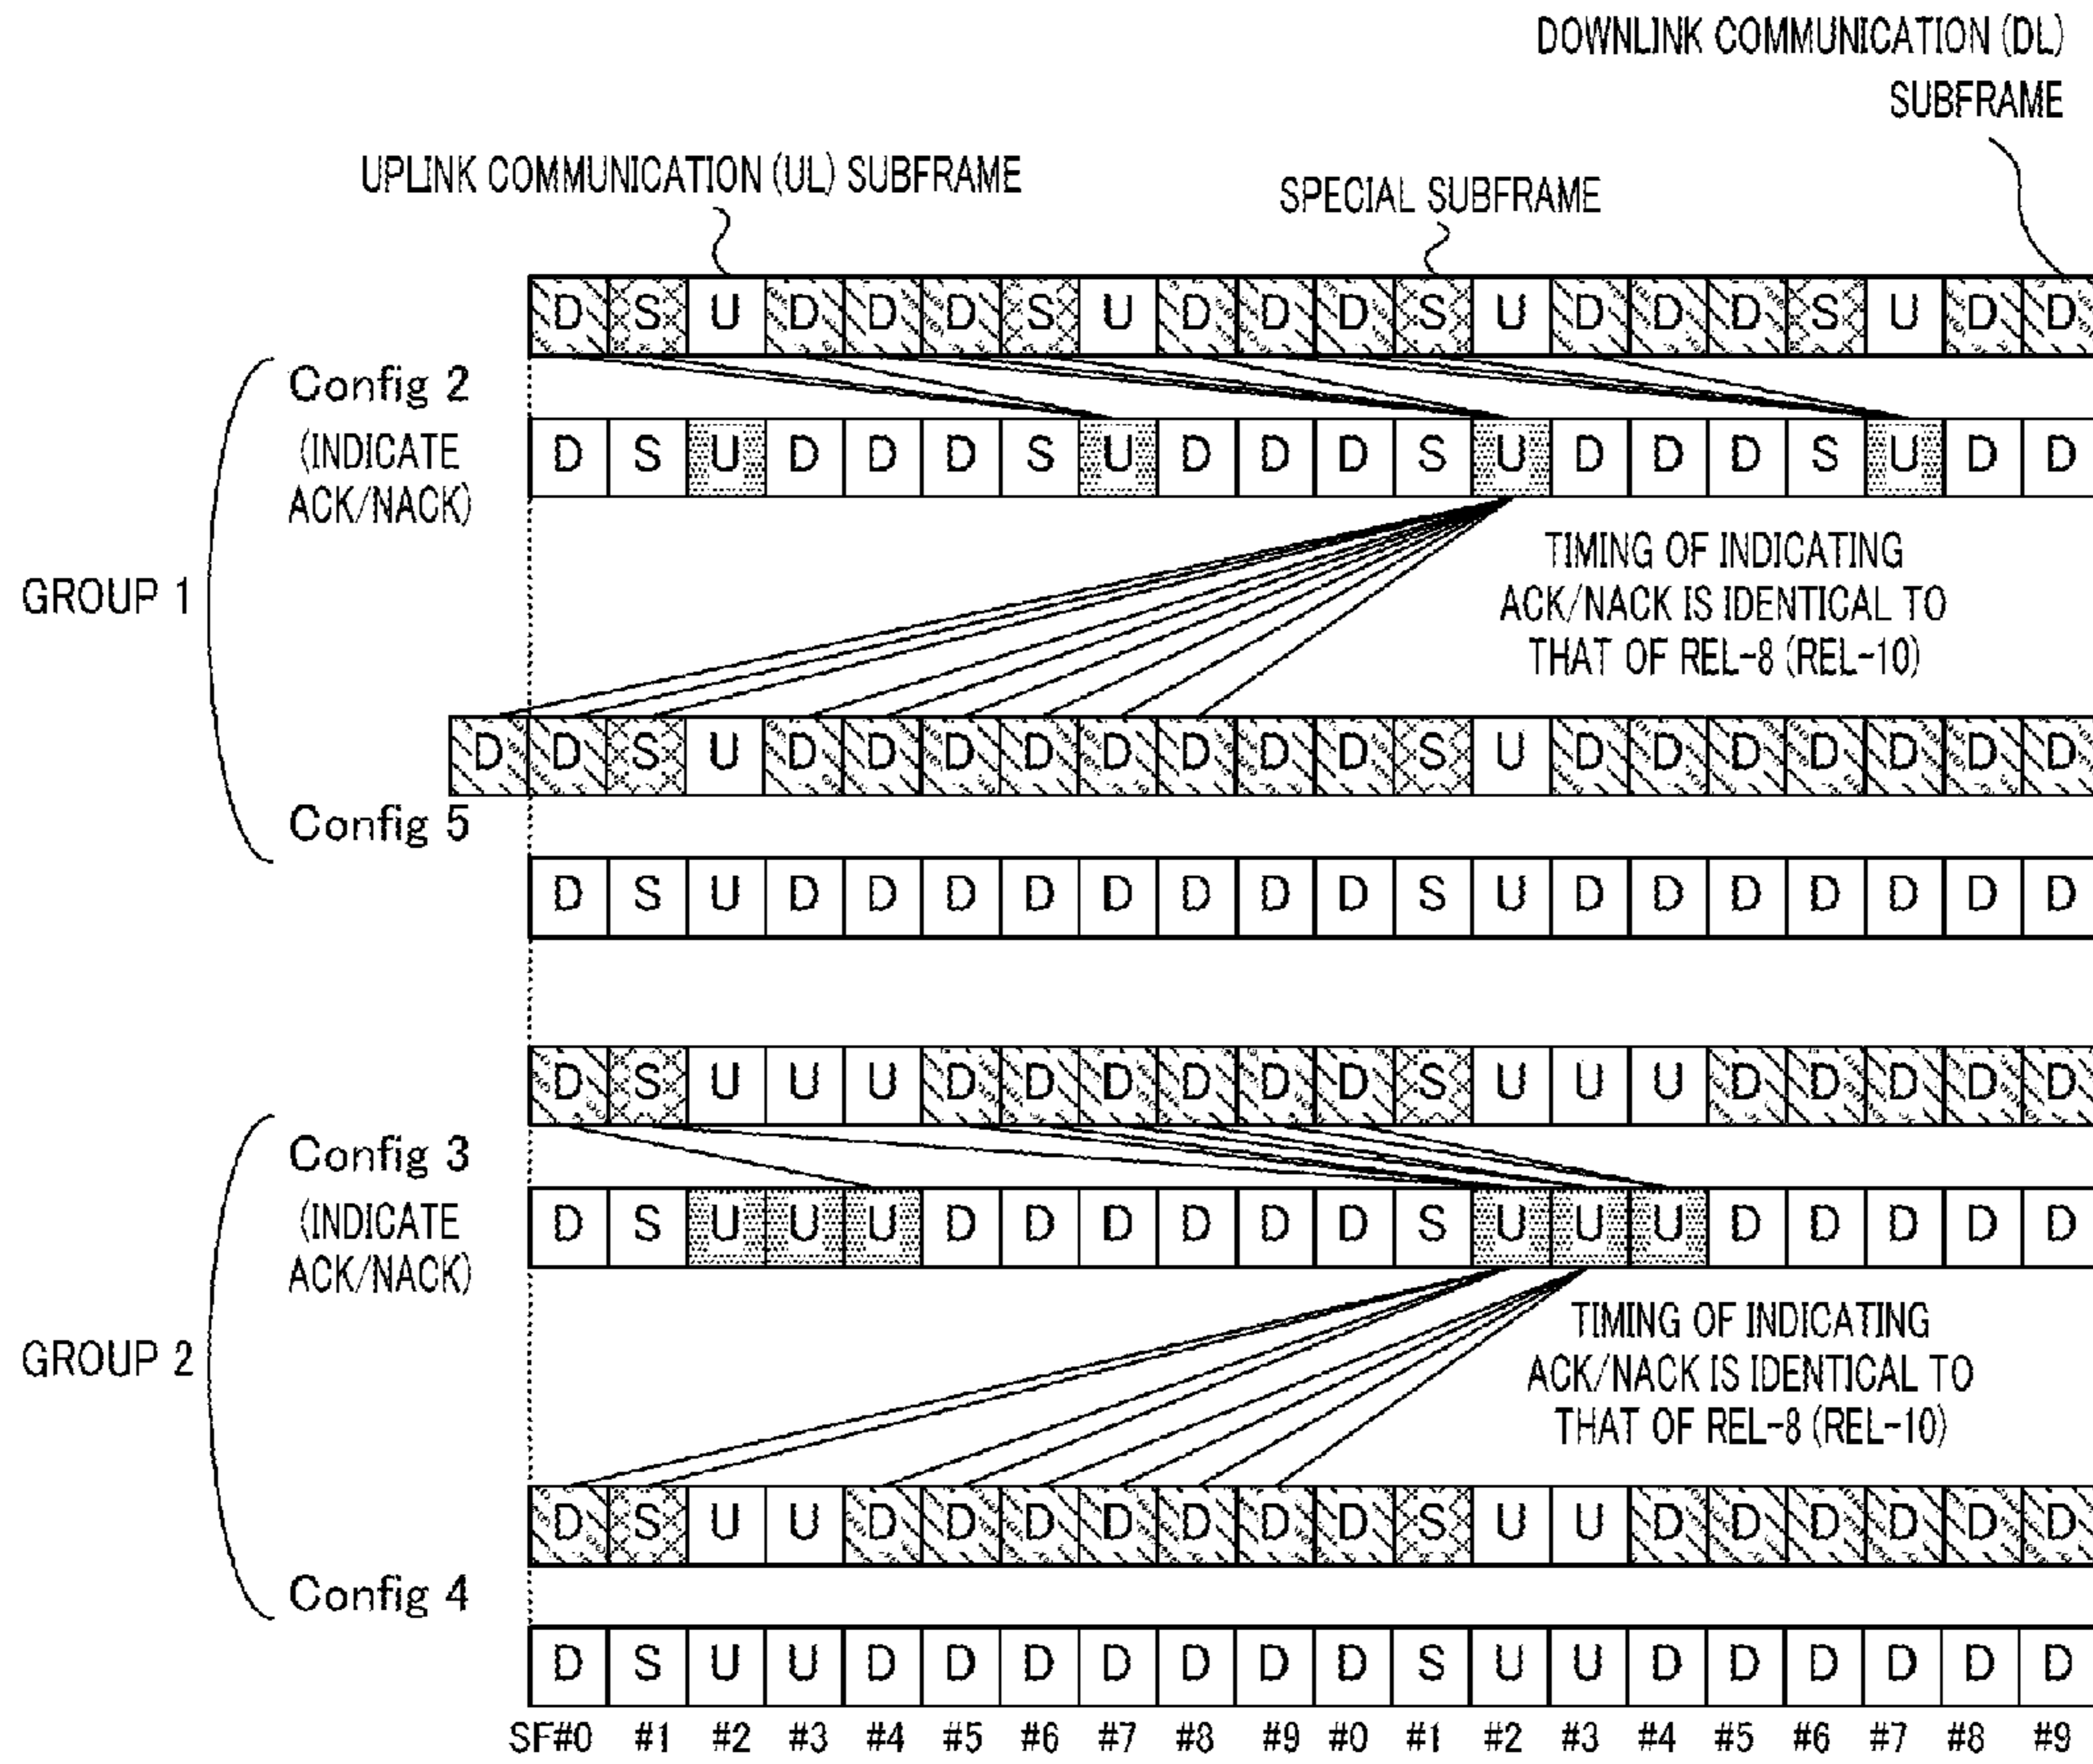 DOWNLINK COMMUNICATION (DL)
SUBFRAME
UPLINK COMMUNICATION (UL) SUBFRAME
SPECIAL SUBFRAME
D S U D D D S U D D D S U D D D S U D D
Config 2
(INDICATE
ACK/NACK)
D S U D D D S U D D D S U D D D S U D D
GROUP 1
TIMING OF INDICATING
ACK/NACK IS IDENTICAL TO
THAT OF REL-8 (REL-10)
D D S U D D D D D D D D S U D D D D D D D
Config 5
D S U D D D D D D D D S U D D D D D D D
D S U U U D D D D D D S U U U D D D D D
Config 3
(INDICATE
ACK/NACK)
D S U U U D D D D D D S U U U D D D D D
GROUP 2
TIMING OF INDICATING
ACK/NACK IS IDENTICAL TO
THAT OF REL-8 (REL-10)
D S U U D D D D D D D S U U D D D D D D
Config 4
D S U U D D D D D D D S U U D D D D D D
SF#0 #1 #2 #3 #4 #5 #6 #7 #8 #9 #0 #1 #2 #3 #4 #5 #6 #7 #8 #9